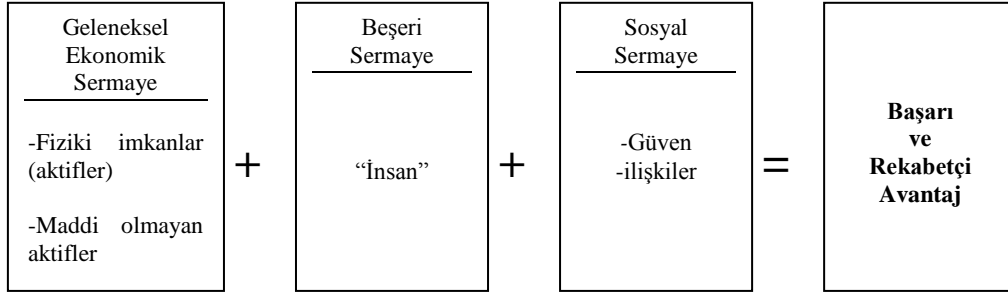 Geleneksel
Ekonomik
Sermaye
-Fiziki imkanlar
(aktifler)
-Maddi olmayan
aktifler
+
Beşeri
Sermaye
“İnsan”
+
Sosyal
Sermaye
-Güven
-ilişkiler
=
Başarı
ve
Rekabetçi
Avantaj